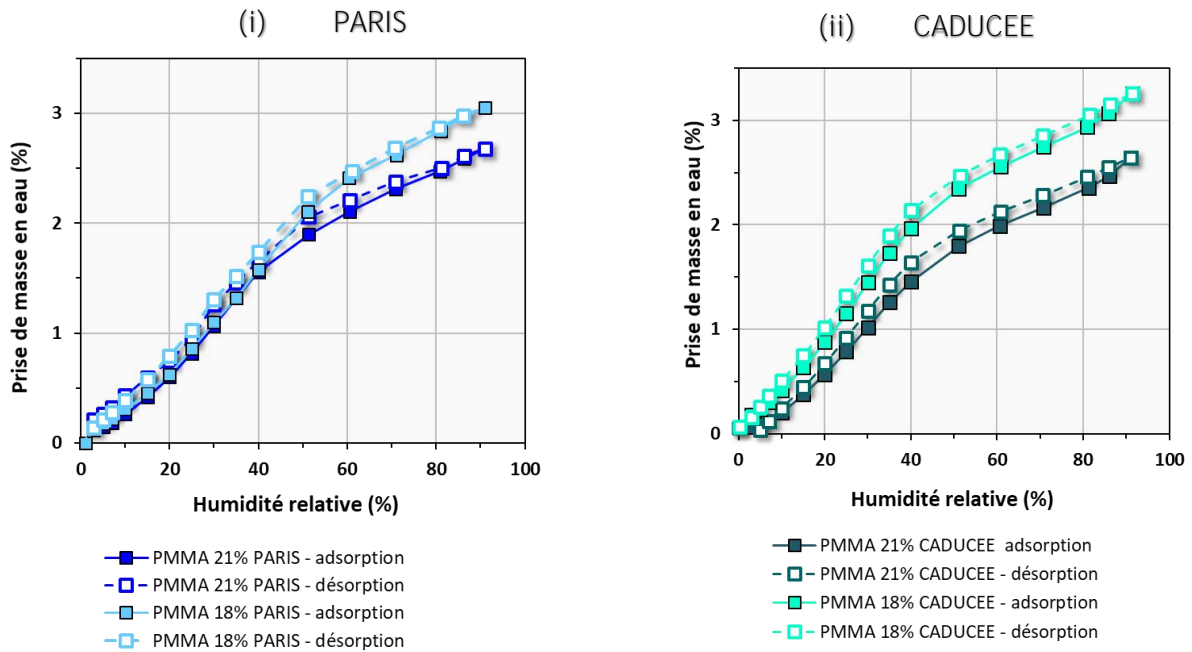 (i) PARIS
3
2
1
0
0 20 40 60 80 100
Prise de masse en eau (%)
Humidité relative (%)
PMMA 21% PARIS - adsorption
PMMA 21% PARIS - désorption
PMMA 18% PARIS - adsorption
PMMA 18% PARIS - désorption
(ii) CADUCEE
3
2
1
0
0 20 40 60 80 100
Prise de masse en eau (%)
Humidité relative (%)
PMMA 21% CADUCEE adsorption
PMMA 21% CADUCEE - désorption
PMMA 18% CADUCEE - adsorption
PMMA 18% CADUCEE - désorption